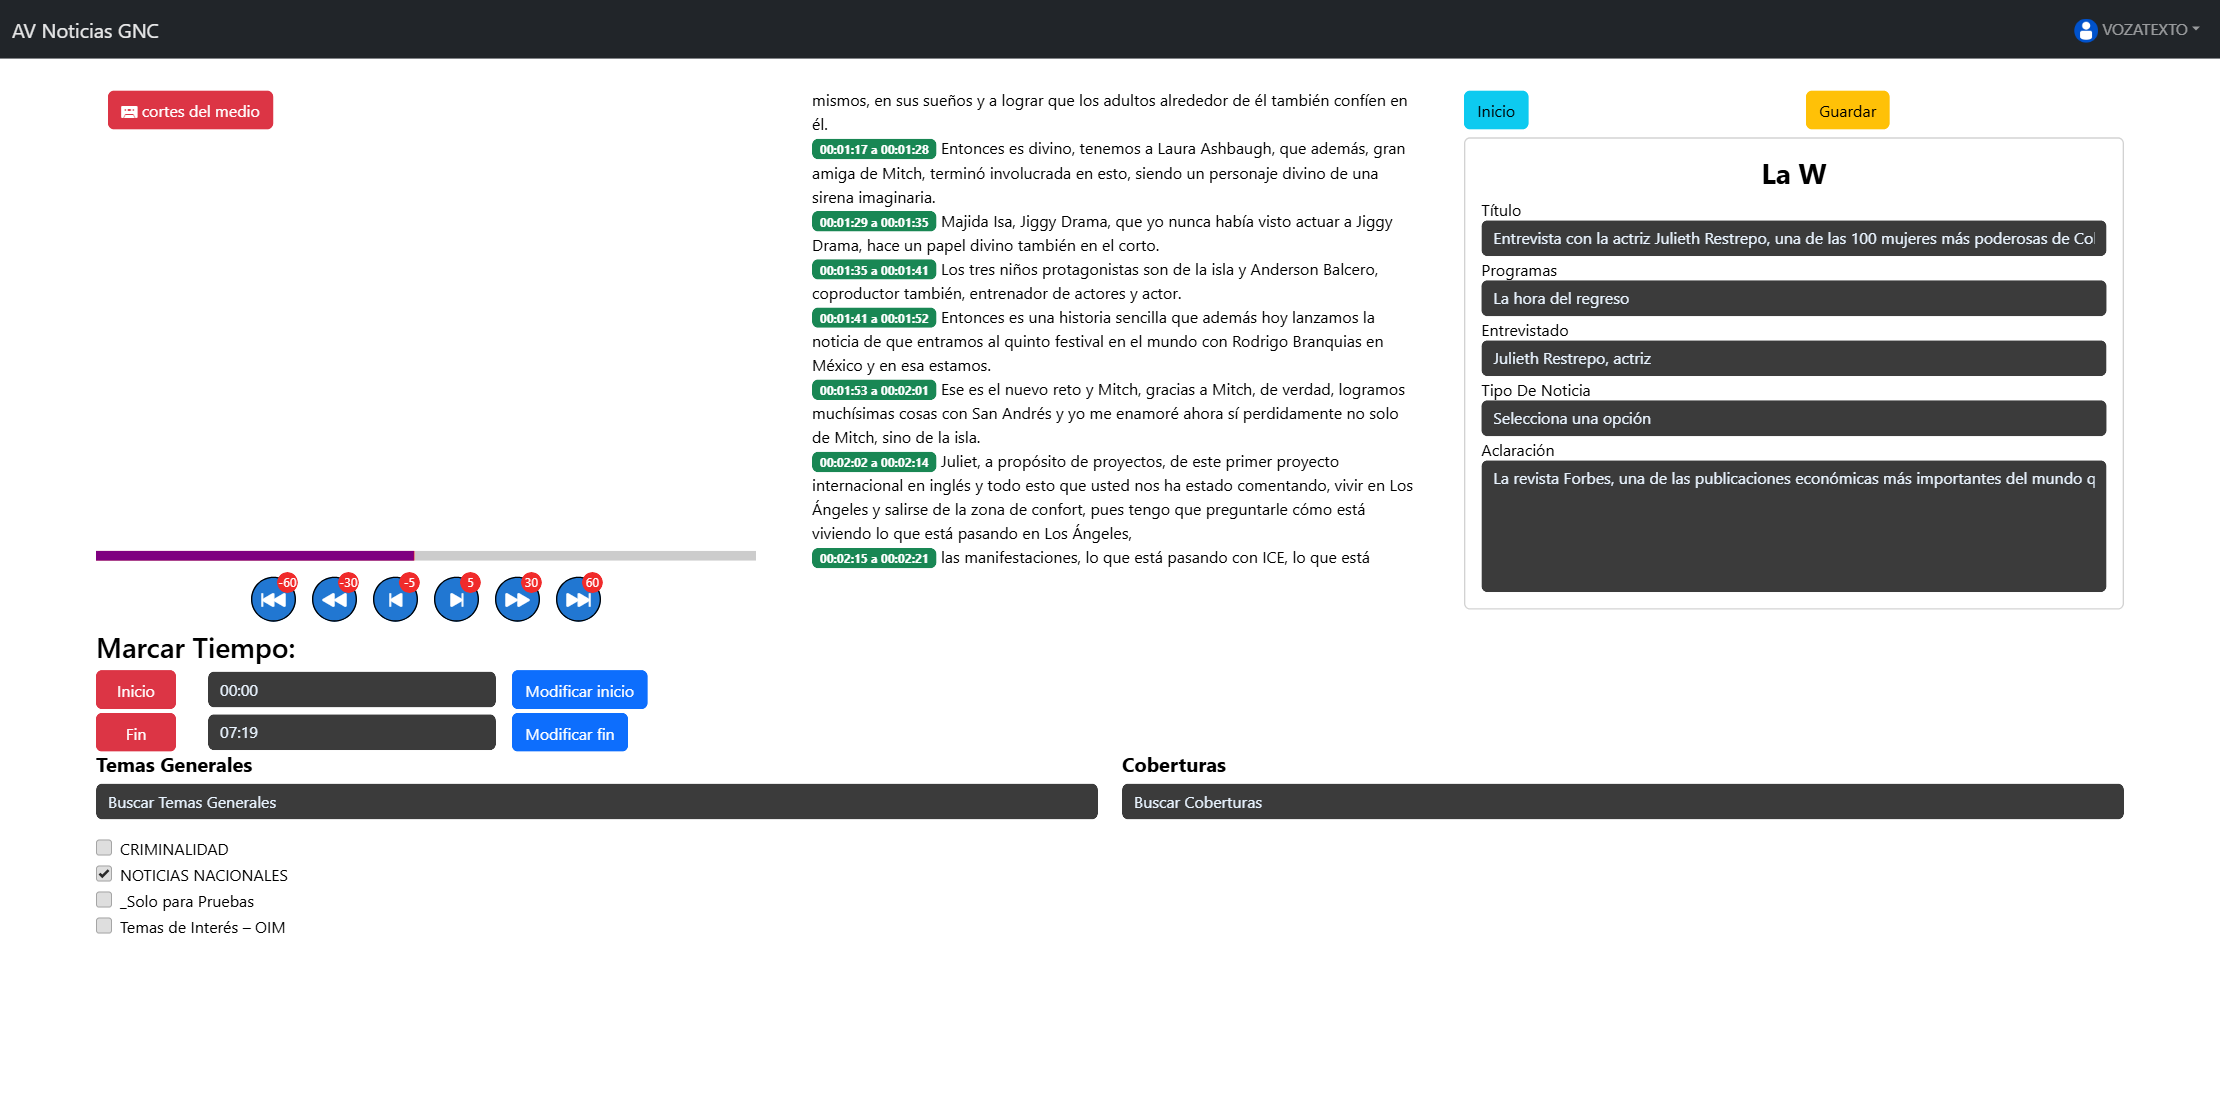 AV Noticias GNC
VOZATEXTO
cortes del medio
-60
-30
-5
5
30
60
Marcar Tiempo:
Inicio
00:00
Modificar inicio
Fin
07:19
Modificar fin
mismos, en sus sueños y a lograr que los adultos alrededor de él también confíen en
él.
00:01:17 a 00:01:28 Entonces es divino, tenemos a Laura Ashbaugh, que además, gran
amiga de Mitch, terminó involucrada en esto, siendo un personaje divino de una
sirena imaginaria.
00:01:29 a 00:01:35 Majida Isa, Jiggy Drama, que yo nunca había visto actuar a Jiggy
Drama, hace un papel divino también en el corto.
00:01:35 a 00:01:41 Los tres niños protagonistas son de la isla y Anderson Balcero,
coproductor también, entrenador de actores y actor.
00:01:41 a 00:01:52 Entonces es una historia sencilla que además hoy lanzamos la
noticia de que entramos al quinto festival en el mundo con Rodrigo Branquias en
México y en esa estamos.
00:01:53 a 00:02:01 Ese es el nuevo reto y Mitch, gracias a Mitch, de verdad, logramos
muchísimas cosas con San Andrés y yo me enamoré ahora sí perdidamente no solo
de Mitch, sino de la isla.
00:02:02 a 00:02:14 Juliet, a propósito de proyectos, de este primer proyecto
internacional en inglés y todo esto que usted nos ha estado comentando, vivir en Los
Ángeles y salirse de la zona de confort, pues tengo que preguntarle cómo está
viviendo lo que está pasando en Los Ángeles,
00:02:15 a 00:02:21 las manifestaciones, lo que está pasando con ICE, lo que está
Inicio
Guardar
La W
Título
Entrevista con la actriz Julieth Restrepo, una de las 100 mujeres más poderosas de Col
Programas
La hora del regreso
Entrevistado
Julieth Restrepo, actriz
Tipo De Noticia
Selecciona una opción
Aclaración
La revista Forbes, una de las publicaciones económicas más importantes del mundo q
Temas Generales
Buscar Temas Generales
CRIMINALIDAD
NOTICIAS NACIONALES
_Solo para Pruebas
Temas de Interés – OIM
Coberturas
Buscar Coberturas